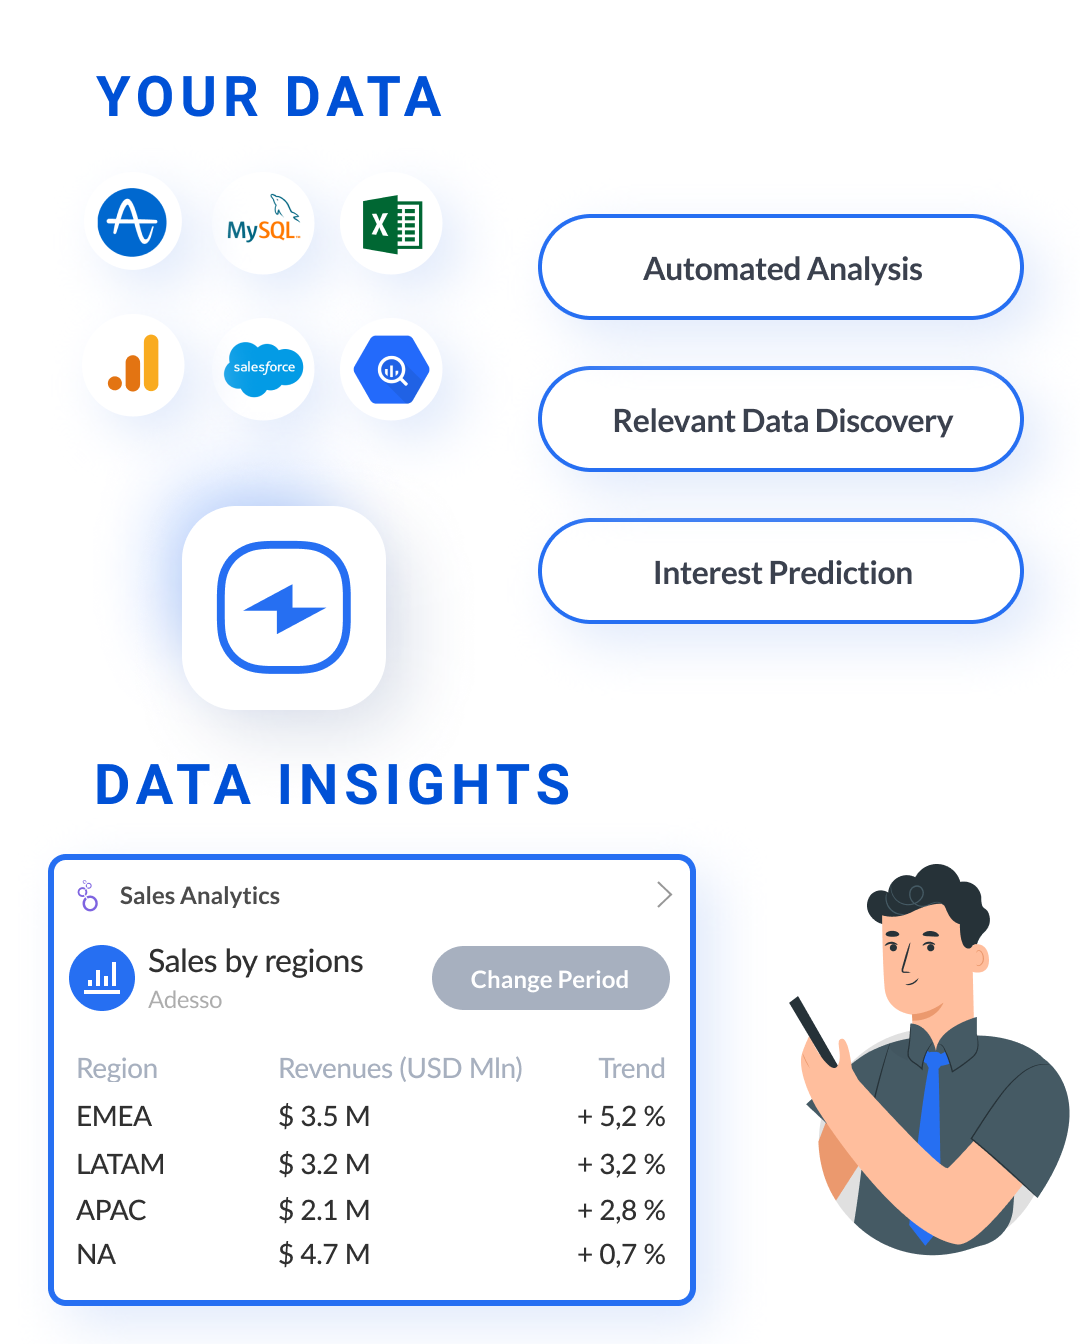 YOUR DATA
MySQL
X
salesforce
Automated Analysis
Relevant Data Discovery
Interest Prediction
DATA INSIGHTS
Sales Analytics
Sales by regions
Adesso
Change Period
Region Revenues (USD Mln) Trend
EMEA $ 3.5 M + 5,2 %
LATAM $ 3.2 M + 3,2 %
APAC $ 2.1 M + 2,8 %
NA $ 4.7 M + 0,7 %